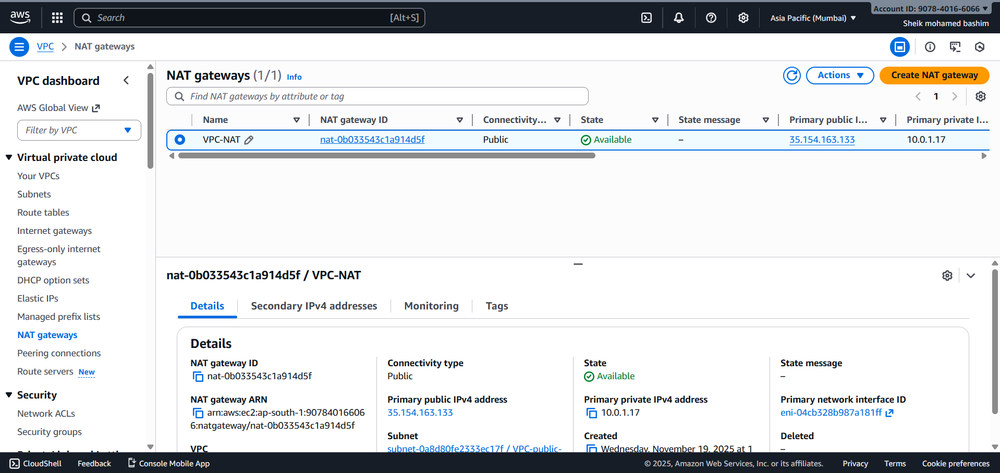 aws
Search
[Alt+S]
Asia Pacific (Mumbai)
Account ID: 9078-4016-6066
Sheik mohamed bashim
VPC
NAT gateways
VPC dashboard
AWS Global View
Filter by VPC
Virtual private cloud
Your VPCs
Subnets
Route tables
Internet gateways
Egress-only internet
gateways
DHCP option sets
Elastic IPs
Managed prefix lists
NAT gateways
Peering connections
Route servers New
Security
Network ACLs
Security groups
NAT gateways (1/1) Info
Actions
Create NAT gateway
Find NAT gateways by attribute or tag
1
Name NAT gateway ID Connectivity... State State message Primary public I... Primary private I...
VPC-NAT nat-0b033543c1a914d5f Public Available – 35.154.163.133 10.0.1.17
nat-0b033543c1a914d5f / VPC-NAT
Details Secondary IPv4 addresses Monitoring Tags
Details
NAT gateway ID
nat-0b033543c1a914d5f
Connectivity type
Public
State
Available
State message
–
NAT gateway ARN
arn:aws:ec2:ap-south-1:90784016606
6:natgateway/nat-0b033543c1a914d5f
Primary public IPv4 address
35.154.163.133
Primary private IPv4 address
10.0.1.17
Primary network interface ID
eni-04cb328b987a181ff
VPC
Subnet
subnet-0a8d80fe2333ec17f / VPC-public-
Created
Wednesday, November 19, 2025 at 1
Deleted
–
CloudShell Feedback Console Mobile App
© 2025, Amazon Web Services, Inc. or its affiliates. Privacy Terms Cookie preferences